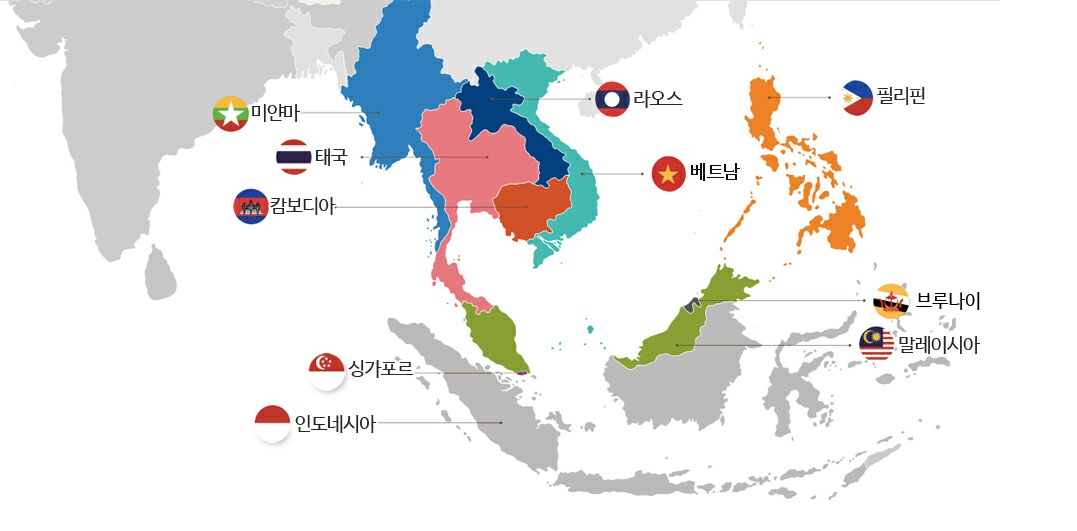 라오스
필리핀
미얀마
태국
베트남
캄보디아
브루나이
말레이시아
싱가포르
인도네시아